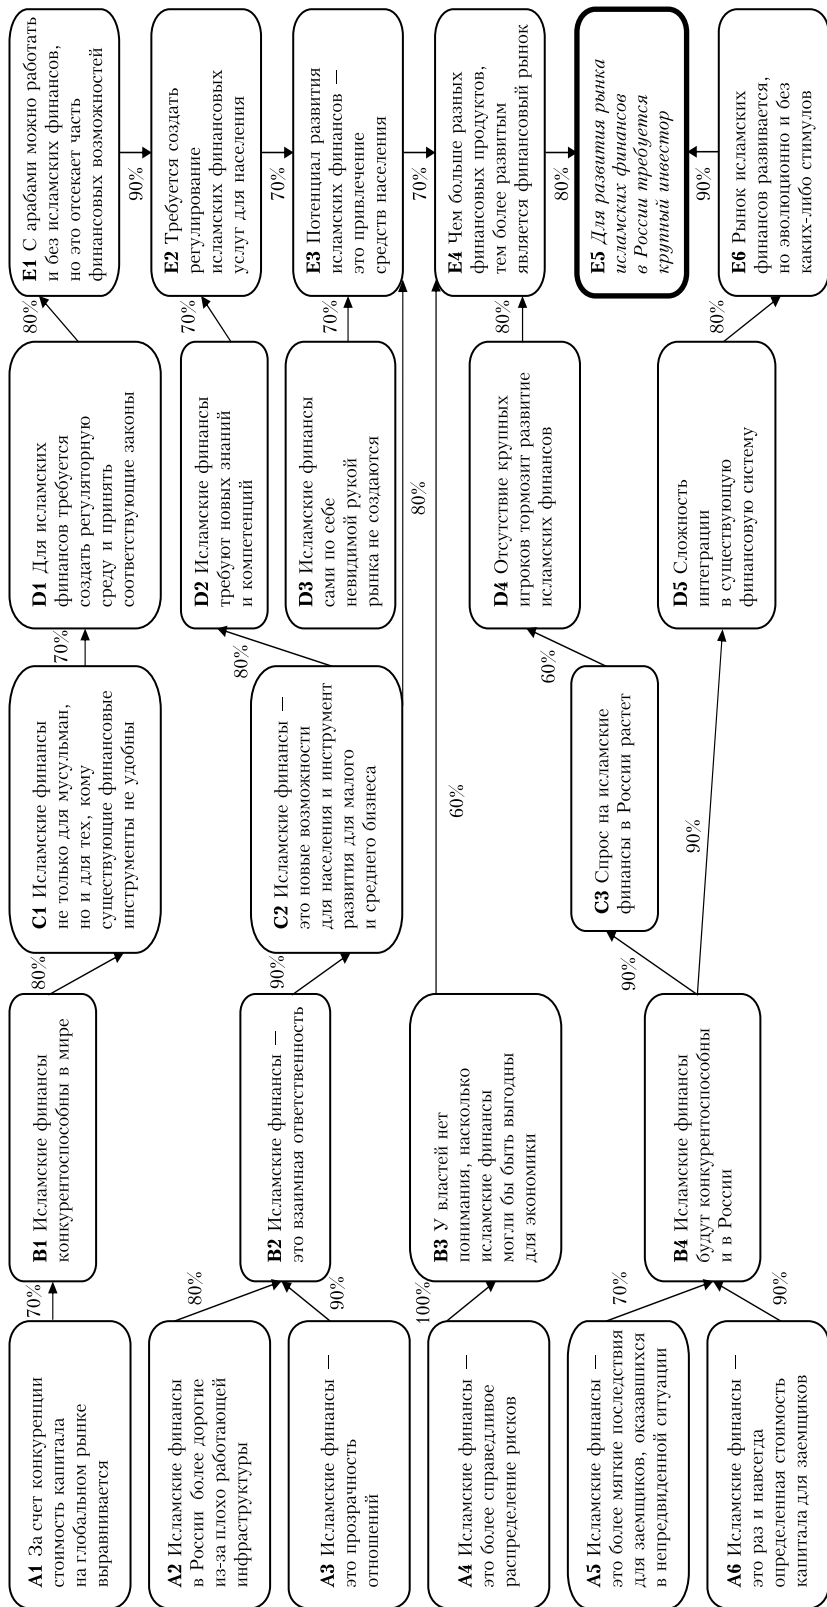 A1 За счет конкуренции
стоимость капитала
на глобальном рынке
выравнивается
A2 Исламские финансы
в России более дорогие
из-за плохо работающей
инфраструктуры
A3 Исламские финансы —
это прозрачность
отношений
A4 Исламские финансы —
это более справедливое
распределение рисков
A5 Исламские финансы —
это более мягкие последствия
для заемщиков, оказавшихся
в непредвиденной ситуации
A6 Исламские финансы —
это раз и навсегда
определенная стоимость
капитала для заемщиков
70%
80%
90%
100%
70%
90%
B1 Исламские финансы
конкурентоспособны в мире
B2 Исламские финансы —
это взаимная ответственность
B3 У властей нет
понимания, насколько
исламские финансы
могли бы быть выгодны
для экономики
B4 Исламские финансы
будут конкурентоспособны
и в России
80%
90%
60%
90%
90%
C1 Исламские финансы
не только для мусульман,
но и для тех, кому
существующие финансовые
инструменты не удобны
C2 Исламские финансы —
это новые возможности
для населения и инструмент
развития для малого
и среднего бизнеса
C3 Спрос на исламские
финансы в России растет
70%
80%
80%
60%
D1 Для исламских
финансов требуется
создать регуляторную
среду и принять
соответствующие законы
D2 Исламские финансы
требуют новых знаний
и компетенций
D3 Исламские финансы
сами по себе
невидимой рукой
рынка не создаются
D4 Отсутствие крупных
игроков тормозит развитие
исламских финансов
D5 Сложность
интеграции
в существующую
финансовую систему
80%
70%
70%
80%
80%
E1 С арабами можно работать
и без исламских финансов,
но это отсекает часть
финансовых возможностей
90%
E2 Требуется создать
регулирование
исламских финансовых
услуг для населения
70%
E3 Потенциал развития
исламских финансов —
это привлечение
средств населения
70%
E4 Чем больше разных
финансовых продуктов,
тем более развитым
является финансовый рынок
80%
E5 Для развития рынка
исламских финансов
в России требуется
крупный инвестор
90%
E6 Рынок исламских
финансов развивается,
но эволюционно и без
каких-либо стимулов